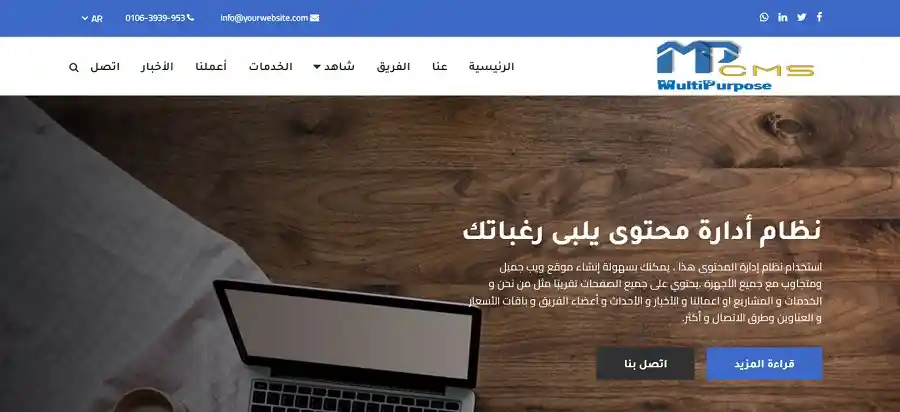 info@yourwebsite.com
0106-3939-953
AR
MP CMS
MultiPurpose
الرئيسية
عنا
الفريق
شاهد
الخدمات
أعملنا
الأخبار
اتصل
نظام أدارة محتوى يلبى رغباتك
استخدام نظام إدارة المحتوى هذا . يمكنك بسهولة إنشاء موقع ويب جميل
ومتجاوب مع جميع الأجهزة .يحتوي على جميع الصفحات تقريبًا مثل من نحن و
الخدمات و المشاريع او اعمالنا و الأخبار و الأحداث و أعضاء الفريق و باقات الأسعار
و العناوين وطرق الاتصال و أكثر.
قراءة المزيد
اتصل بنا